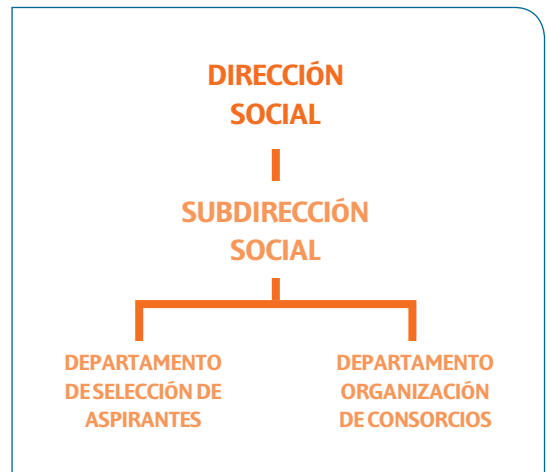 DIRECCIÓN
SOCIAL
SUBDIRECCIÓN
SOCIAL
DEPARTAMENTO
DE SELECCIÓN DE
ASPIRANTES
DEPARTAMENTO
ORGANIZACIÓN
DE CONSORCIOS